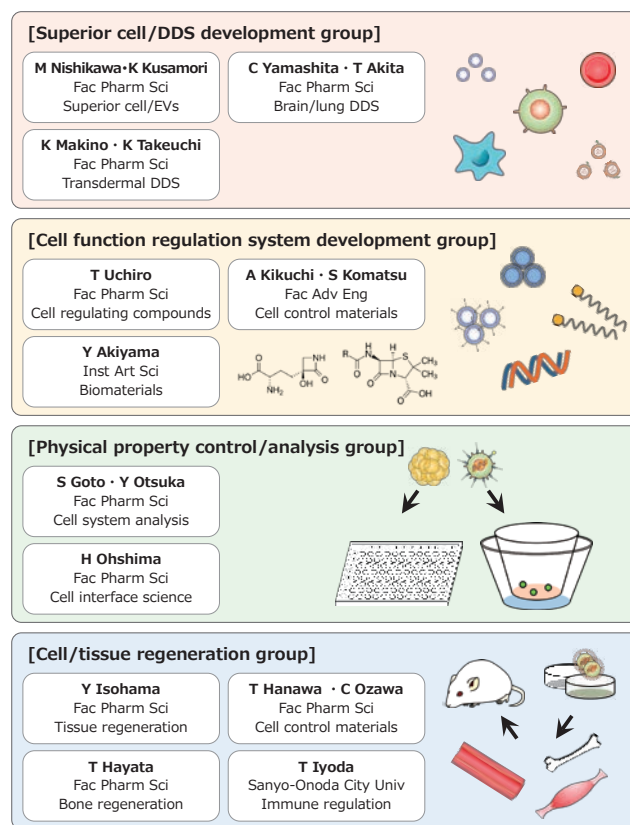 [Superior cell/DDS development group]
M Nishikawa・K Kusamori
Fac Pharm Sci
Superior cell/EVs
C Yamashita・T Akita
Fac Pharm Sci
Brain/lung DDS
K Makino・K Takeuchi
Fac Pharm Sci
Transdermal DDS
[Cell function regulation system development group]
T Uchiro
Fac Pharm Sci
Cell regulating compounds
A Kikuchi・S Komatsu
Fac Adv Eng
Cell control materials
Y Akiyama
Inst Art Sci
Biomaterials
HO
O
NH2
OH
NH
O
R
O
H
N
H
S
CH3
CH3
N
O
O
OH
[Physical property control/analysis group]
S Goto・Y Otsuka
Fac Pharm Sci
Cell system analysis
H Ohshima
Fac Pharm Sci
Cell interface science
[Cell/tissue regeneration group]
Y Isohama
Fac Pharm Sci
Tissue regeneration
T Hanawa ・C Ozawa
Fac Pharm Sci
Cell control materials
T Hayata
Fac Pharm Sci
Bone regeneration
T Iyoda
Sanyo-Onoda City Univ
Immune regulation